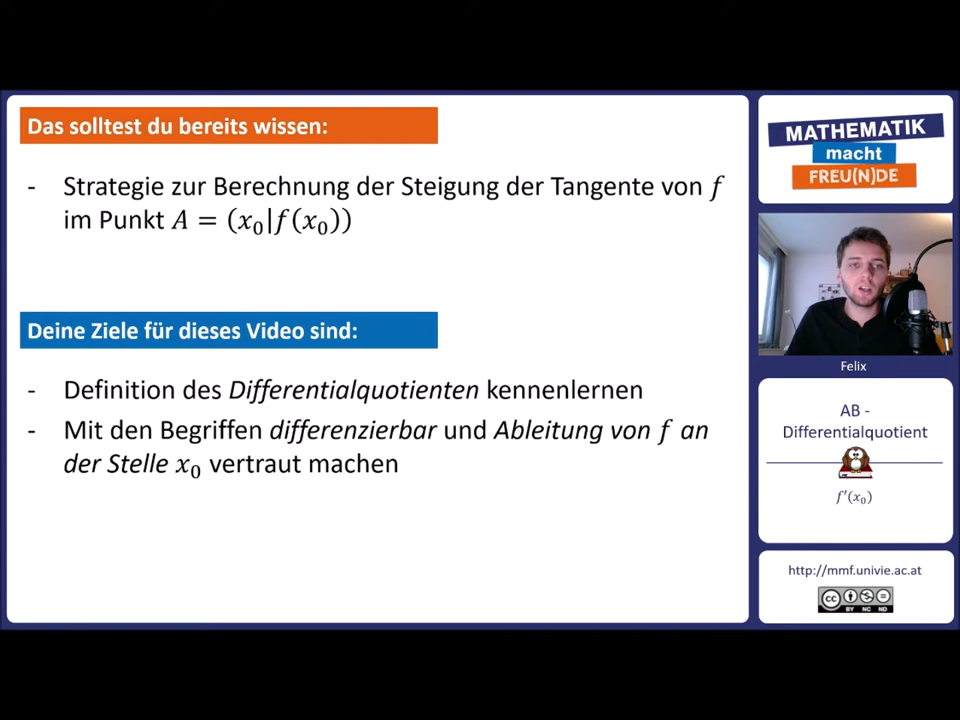 Das solltest du bereits wissen:
- Strategie zur Berechnung der Steigung der Tangente von f
im Punkt A = (x₀|f(x₀))
Deine Ziele für dieses Video sind:
- Definition des Differentialquotienten kennenlernen
- Mit den Begriffen differenzierbar und Ableitung von f an
der Stelle x₀ vertraut machen
MATHEMATIK
macht
FREU(N)DE
Felix
AB -
Differentialquotient
f′(x₀)
http://mmf.univie.ac.at
cc
BY NC ND